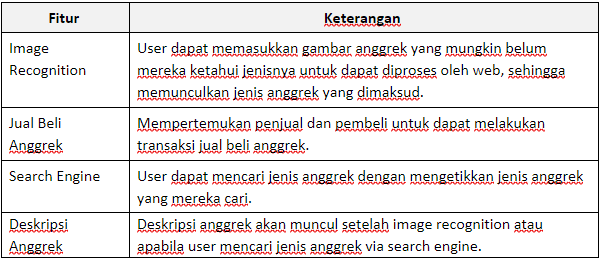 Fitur
Keterangan
Image
Recognition
User dapat memasukkan gambar anggrek yang mungkin belum
mereka ketahui jenisnya untuk dapat diproses oleh web, sehingga
memunculkan jenis anggrek yang dimaksud.
Jual Beli
Anggrek
Mempertemukan penjual dan pembeli untuk dapat melakukan
transaksi jual beli anggrek.
Search Engine
User dapat mencari jenis anggrek dengan mengetikkan jenis anggrek
yang mereka cari.
Deskripsi
Anggrek
Deskripsi anggrek akan muncul setelah image recognition atau
apabila user mencari jenis anggrek via search engine.